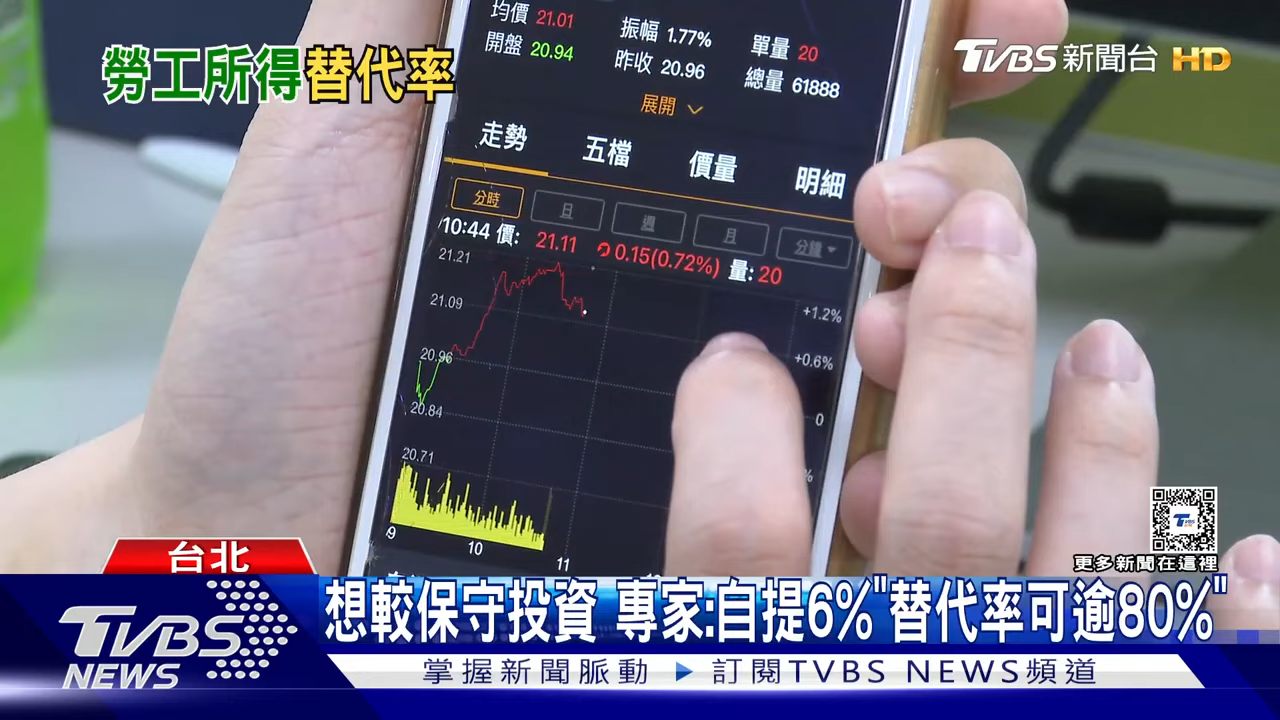 勞工所得替代率
TVBS新聞台 HD
均價 21.01 振幅 1.77% 單量 20
開盤 20.94 昨收 20.96 總量 61888
展開
走勢 五檔 價量 明細
分時 日 週 月 分鐘
10:44 價: 21.11 0.15(0.72%) 量: 20
21.21
21.09
+1.2%
20.96
+0.6%
20.84
0
20.71
%
9 10 11
更多新聞在這裡
台北
想較保守投資 專家:自提6%"替代率可逾80%"
TVBS NEWS
掌握新聞脈動 ▶ 訂閱TVBS NEWS頻道